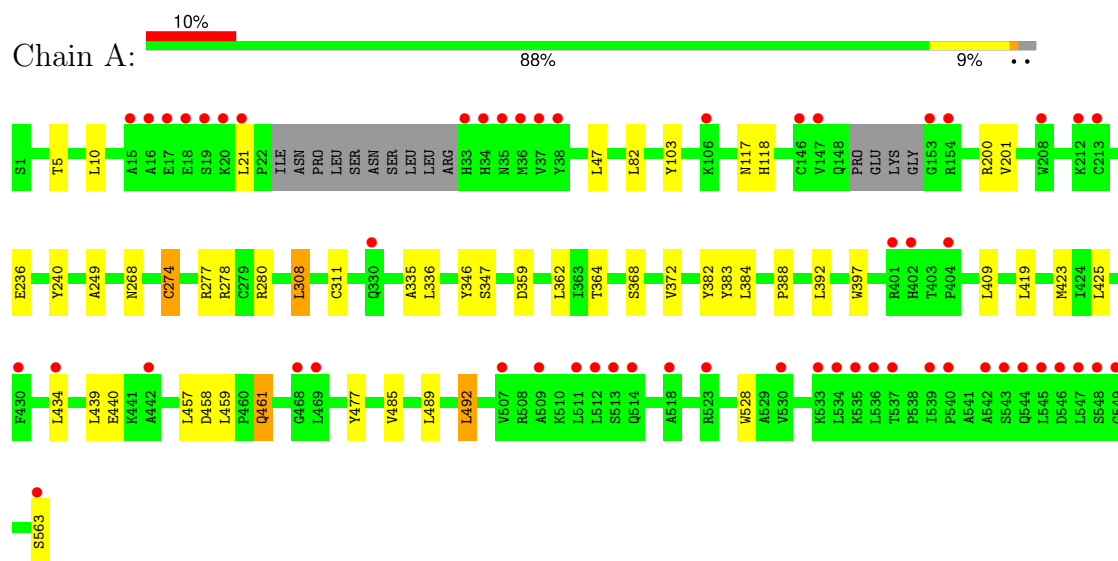 10%
Chain A:
88% 9% • •
S1 T5 L10 A15 A16 E17 E18 S19 K20 L21 P22 ILE ASN PRO LEU SER ASN SER LEU LEU ARG H33 H34 N35 M36 V37 Y38 L47 L82 Y103 K106 N117 H118 C146 V147 Q148 PRO GLU LYS GLY G153 R154 R200 V201 W208 K212 C213
E236 Y240 A249 N268 C274 R277 R278 C279 R280 L308 C311 Q330 A335 L336 Y346 S347 D359 L362 I363 T364 S368 V372 Y382 Y383 L384 P388 L392 W397 R401 H402 T403 P404 L409 L419 M423 I424 L425
F430 L434 L439 E440 K441 A442 L457 D458 L459 P460 Q461 G468 L469 Y477 V485 L489 L492 V507 R508 A509 K510 L511 L512 S513 Q514 A518 R523 W528 A529 V530 K533 L534 K535 L536 T537 P538 I539 P540 A541 A542 S543 Q544 L545 D546 L547 S548 G549
S563